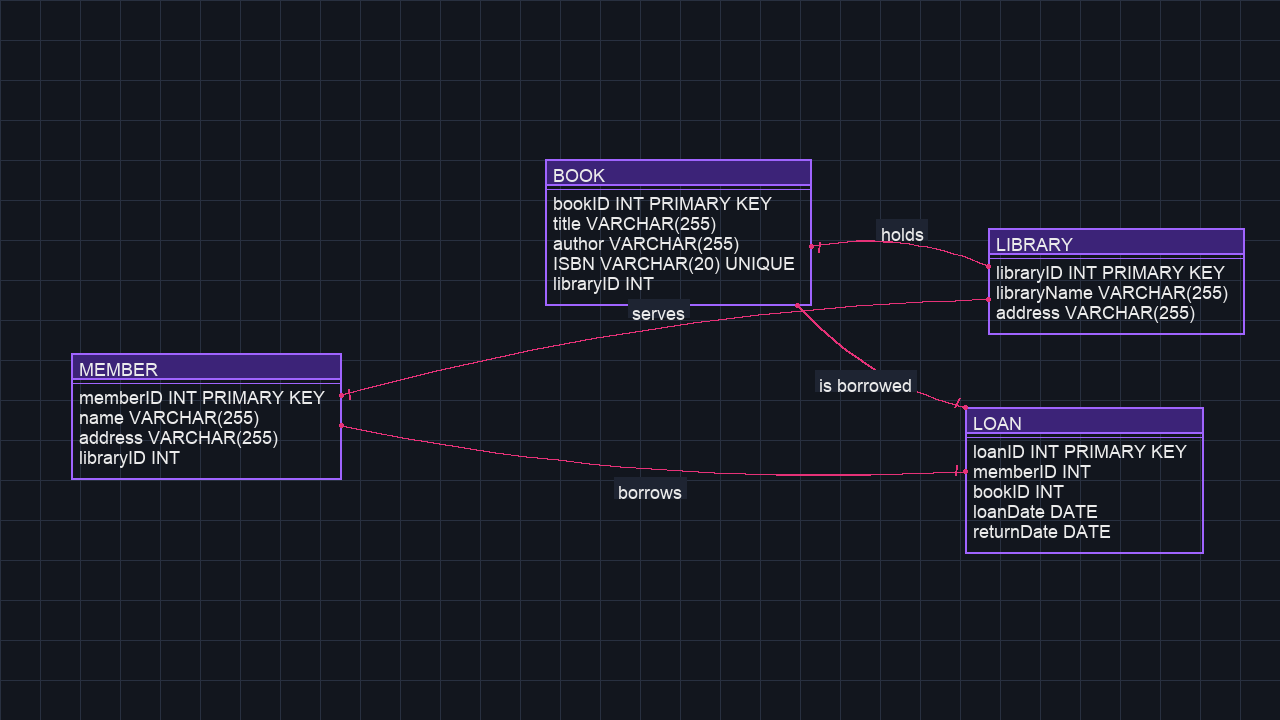 BOOK
bookID INT PRIMARY KEY
title VARCHAR(255)
author VARCHAR(255)
ISBN VARCHAR(20) UNIQUE
libraryID INT
holds
LIBRARY
libraryID INT PRIMARY KEY
libraryName VARCHAR(255)
address VARCHAR(255)
serves
MEMBER
memberID INT PRIMARY KEY
name VARCHAR(255)
address VARCHAR(255)
libraryID INT
is borrowed
LOAN
loanID INT PRIMARY KEY
memberID INT
bookID INT
loanDate DATE
returnDate DATE
borrows